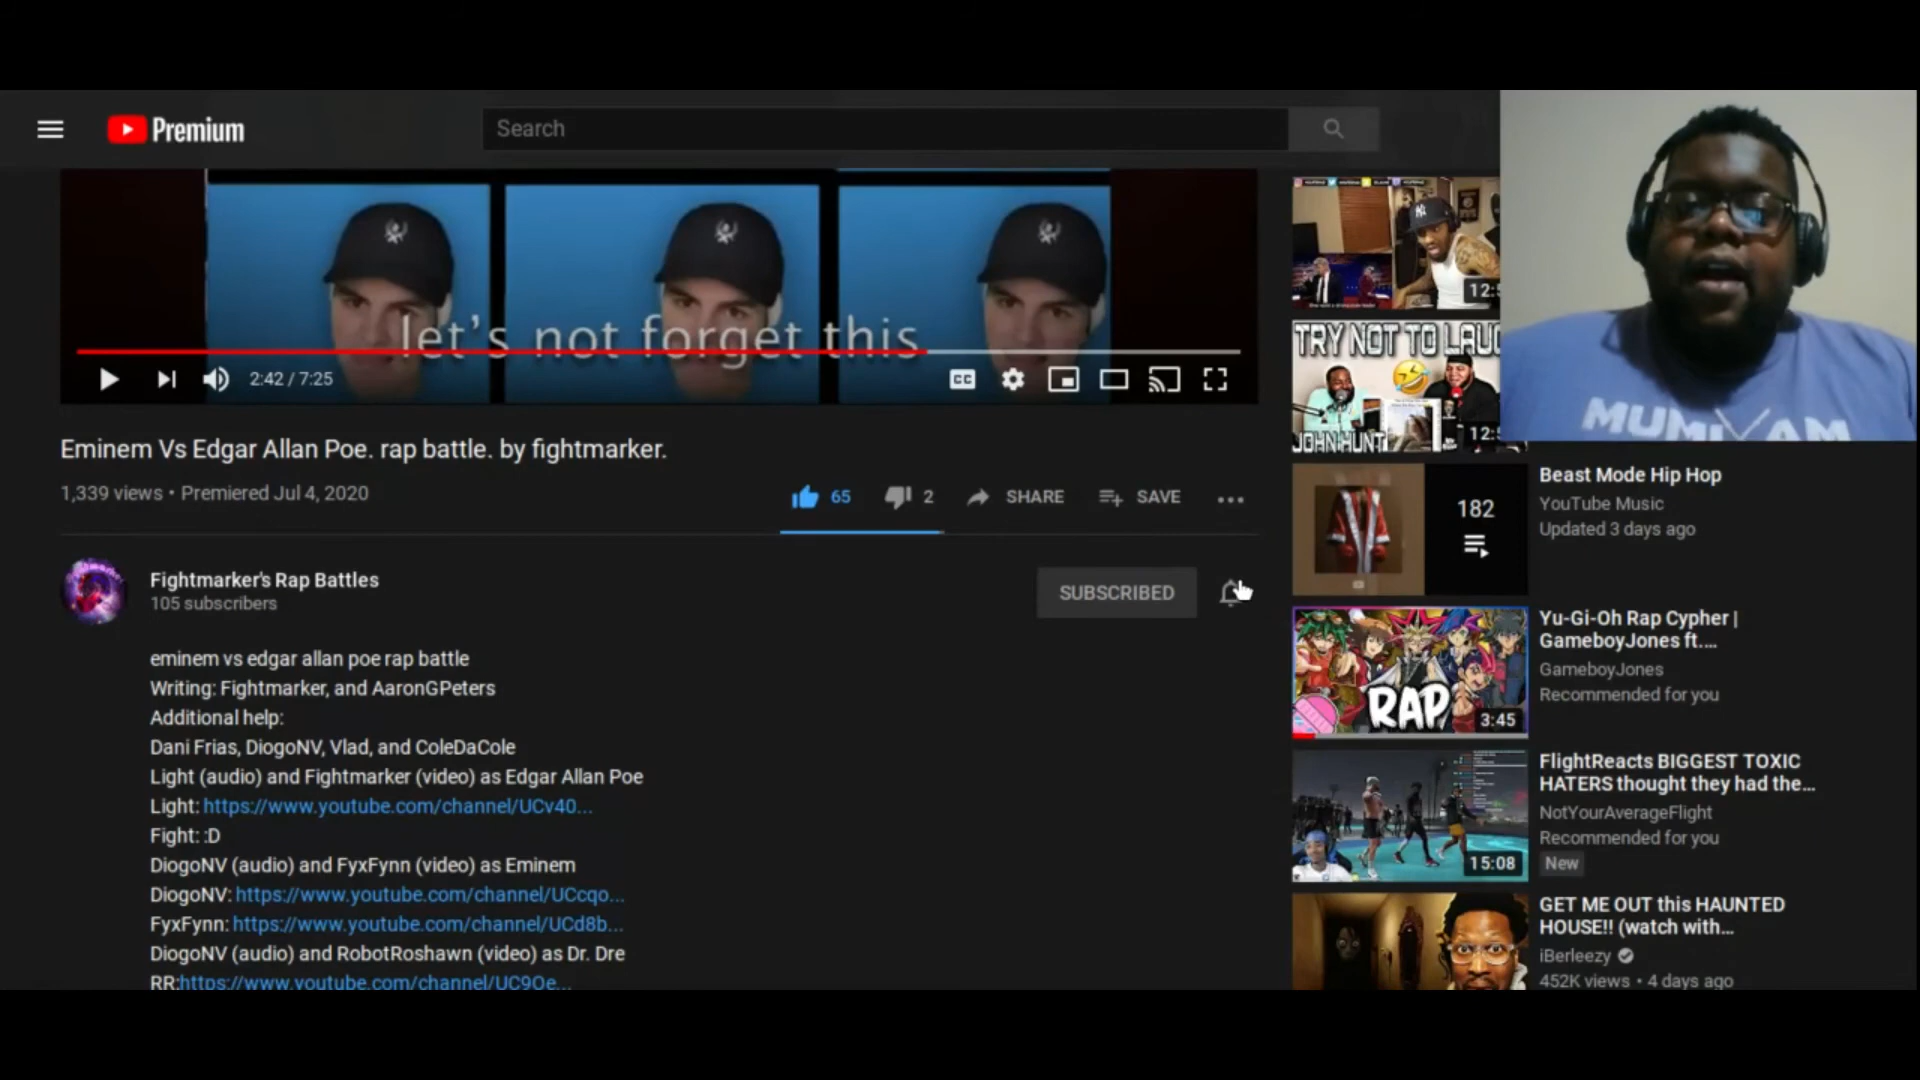 Premium
Search
let's not forget this
2:42 / 7:25
CC
Eminem Vs Edgar Allan Poe. rap battle. by fightmarker.
1,339 views • Premiered Jul 4, 2020
65
2
SHARE
SAVE
Fightmarker's Rap Battles
105 subscribers
SUBSCRIBED
eminem vs edgar allan poe rap battle
Writing: Fightmarker, and AaronGPeters
Additional help:
Dani Frias, DiogoNV, Vlad, and ColeDaCole
Light (audio) and Fightmarker (video) as Edgar Allan Poe
Light: https://www.youtube.com/channel/UCv40...
Fight: :D
DiogoNV (audio) and FyxFynn (video) as Eminem
DiogoNV: https://www.youtube.com/channel/UCcqo...
FyxFynn: https://www.youtube.com/channel/UCd8b...
DiogoNV (audio) and RobotRoshawn (video) as Dr. Dre
RR:https://www.youtube.com/channel/UC9Oe...
12:
TRY NOT TO LAUG
JOHN HUNT
12:
182
Beast Mode Hip Hop
YouTube Music
Updated 3 days ago
RAP
3:45
Yu-Gi-Oh Rap Cypher |
GameboyJones ft....
GameboyJones
Recommended for you
15:08
FlightReacts BIGGEST TOXIC
HATERS thought they had the...
NotYourAverageFlight
Recommended for you
New
GET ME OUT this HAUNTED
HOUSE!! (watch with...
iBerleezy
452K views • 4 days ago